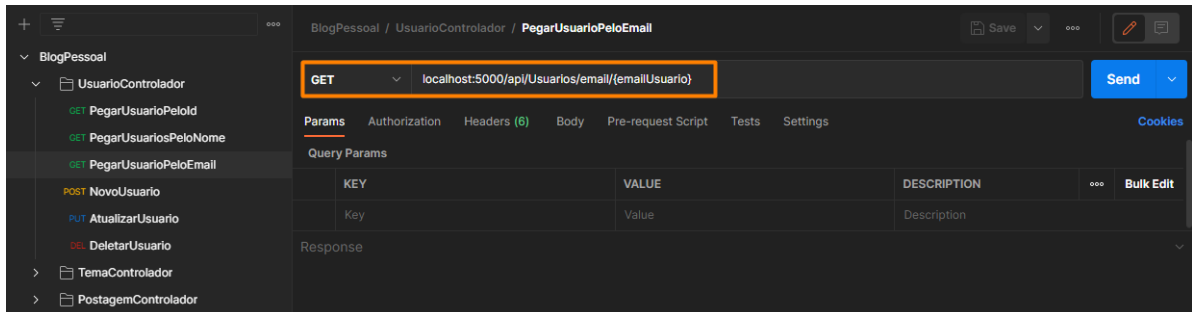 BlogPessoal / UsuarioControlador / PegarUsuarioPeloEmail
Save
BlogPessoal
UsuarioControlador
GET PegarUsuarioPeloId
GET PegarUsuariosPeloNome
GET PegarUsuarioPeloEmail
POST NovoUsuario
PUT AtualizarUsuario
DEL DeletarUsuario
TemaControlador
PostagemControlador
GET localhost:5000/api/Usuarios/email/{emailUsuario}
Send
Params Authorization Headers (6) Body Pre-request Script Tests Settings Cookies
Query Params
KEY VALUE DESCRIPTION Bulk Edit
Key Value Description
Response